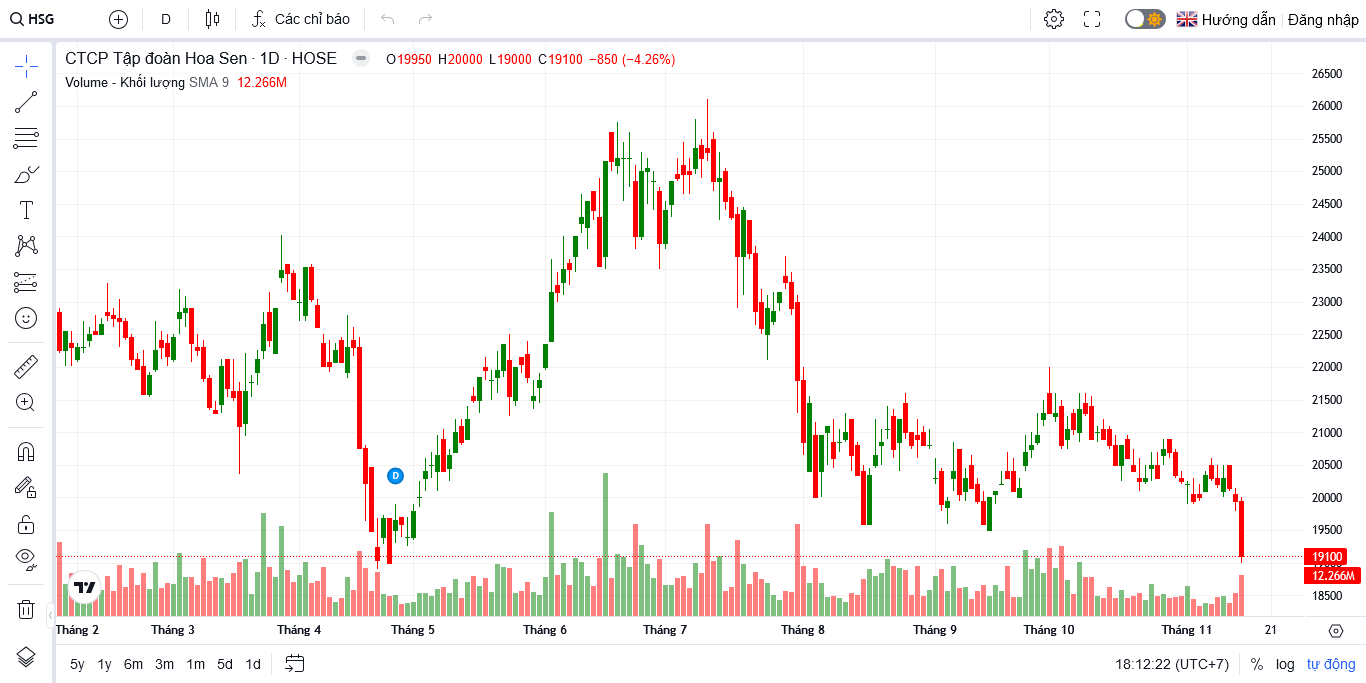 HSG D Các chỉ báo Hướng dẫn Đăng nhập
CTCP Tập đoàn Hoa Sen · 1D · HOSE O19950 H20000 L19000 C19100 −850 (−4.26%)
Volume - Khối lượng SMA 9 12.266M
26500
26000
25500
25000
24500
24000
23500
23000
22500
22000
21500
21000
20500
D
20000
19500
19100
12.266M
18500
Tháng 2 Tháng 3 Tháng 4 Tháng 5 Tháng 6 Tháng 7 Tháng 8 Tháng 9 Tháng 10 Tháng 11 21
5y 1y 6m 3m 1m 5d 1d 18:12:22 (UTC+7) % log tự động